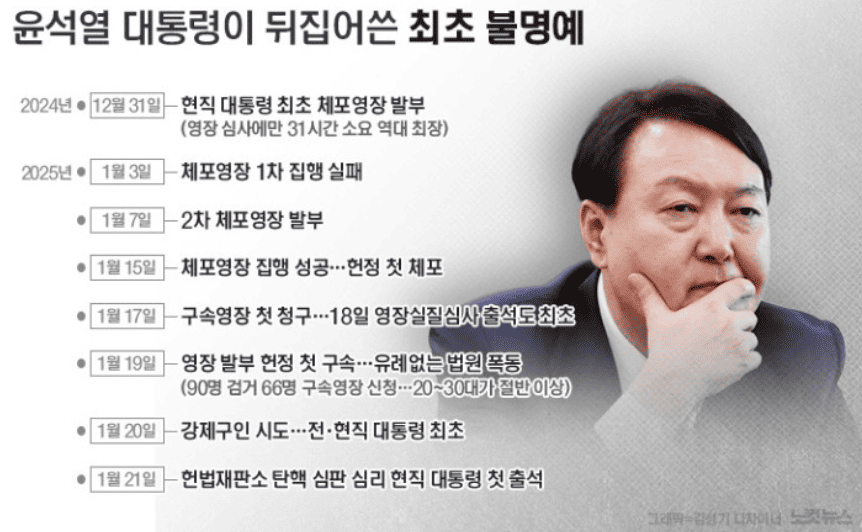 윤석열 대통령이 뒤집어쓴 최초 불명예
2024년 12월 31일 현직 대통령 최초 체포영장 발부
(영장 심사에만 31시간 소요 역대 최장)
2025년 1월 3일 체포영장 1차 집행 실패
1월 7일 2차 체포영장 발부
1월 15일 체포영장 집행 성공…헌정 첫 체포
1월 17일 구속영장 첫 청구…18일 영장실질심사 출석도 최초
1월 19일 영장 발부 헌정 첫 구속…유례없는 법원 폭동
(90명 검거 66명 구속영장 신청…20~30대가 절반 이상)
1월 20일 강제구인 시도…전·현직 대통령 최초
1월 21일 헌법재판소 탄핵 심판 심리 현직 대통령 첫 출석
그래픽=김성기 디자이너 노컷뉴스